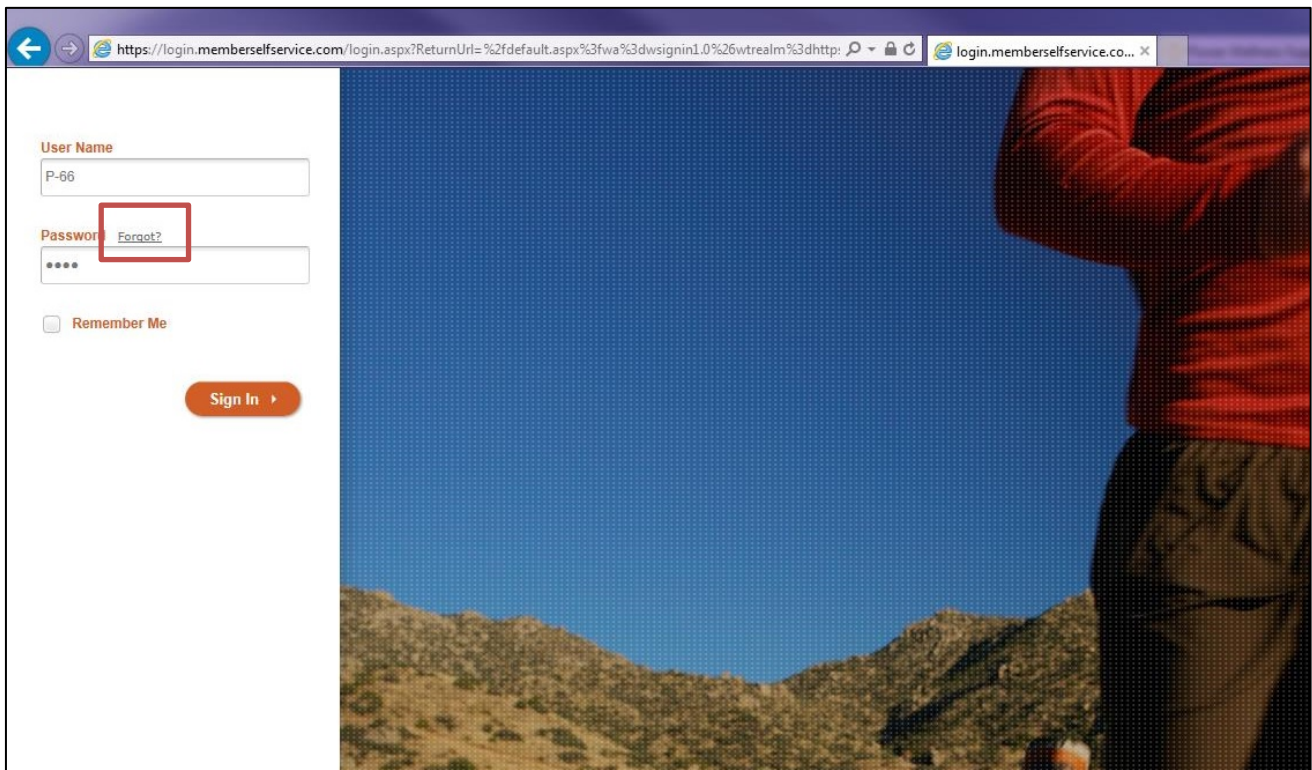 https://login.memberselfservice.com/login.aspx?ReturnUrl=%2fdefault.aspx%3fwa%3dwsignin1.0%26wtrealm%3dhttp:
login.memberselfservice.co...
User Name
P-66
Password Forgot?
••••
Remember Me
Sign In